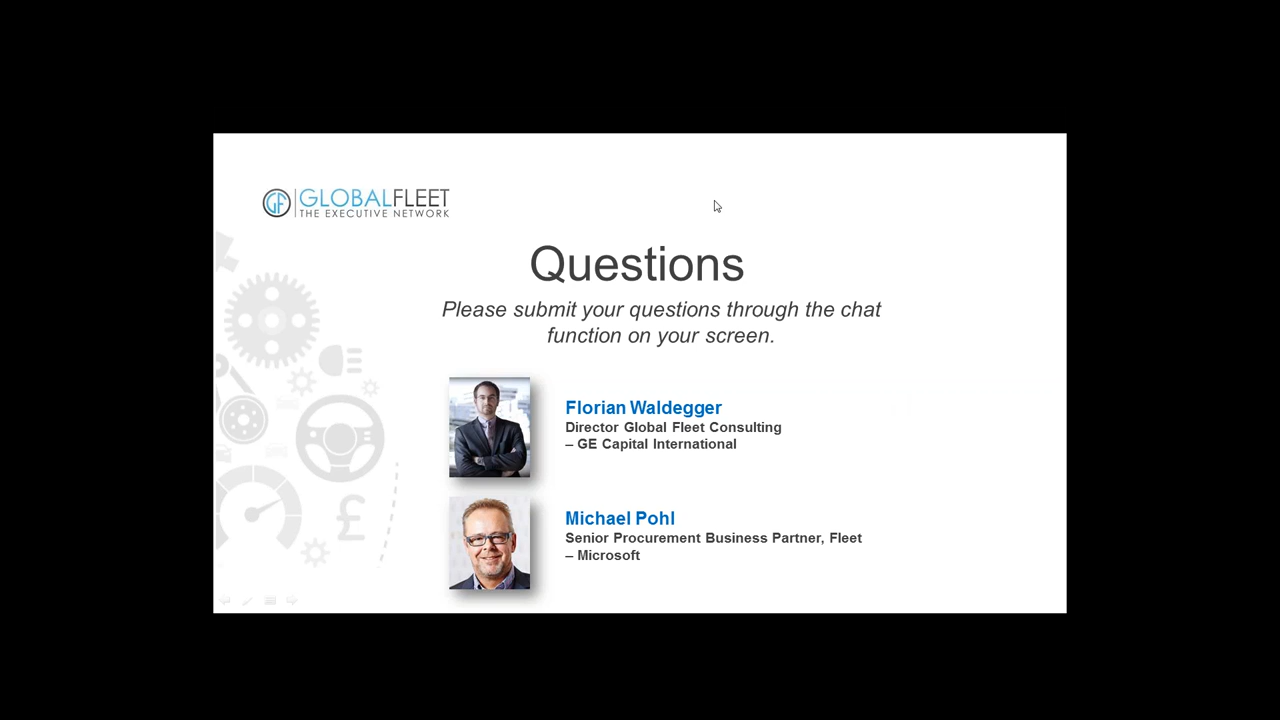 GF GLOBALFLEET
THE EXECUTIVE NETWORK
Questions
Please submit your questions through the chat
function on your screen.
Florian Waldegger
Director Global Fleet Consulting
– GE Capital International
Michael Pohl
Senior Procurement Business Partner, Fleet
– Microsoft
£